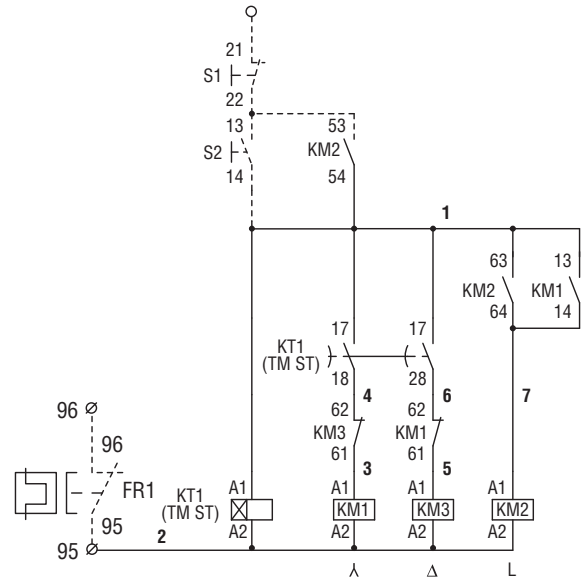 21
S1
22
13 53
S2 KM2
14 54
1
63 13
KM2 KM1
64 14
17 17
KT1
(TM ST)
18 28
4 6 7
62 62
KM3 KM1
61 61
3 5
96
96
FR1
95
95
2
KT1
(TM ST)
A1 A1 A1 A1
KM1 KM3 KM2
A2 A2 A2 A2
⅄ Δ L